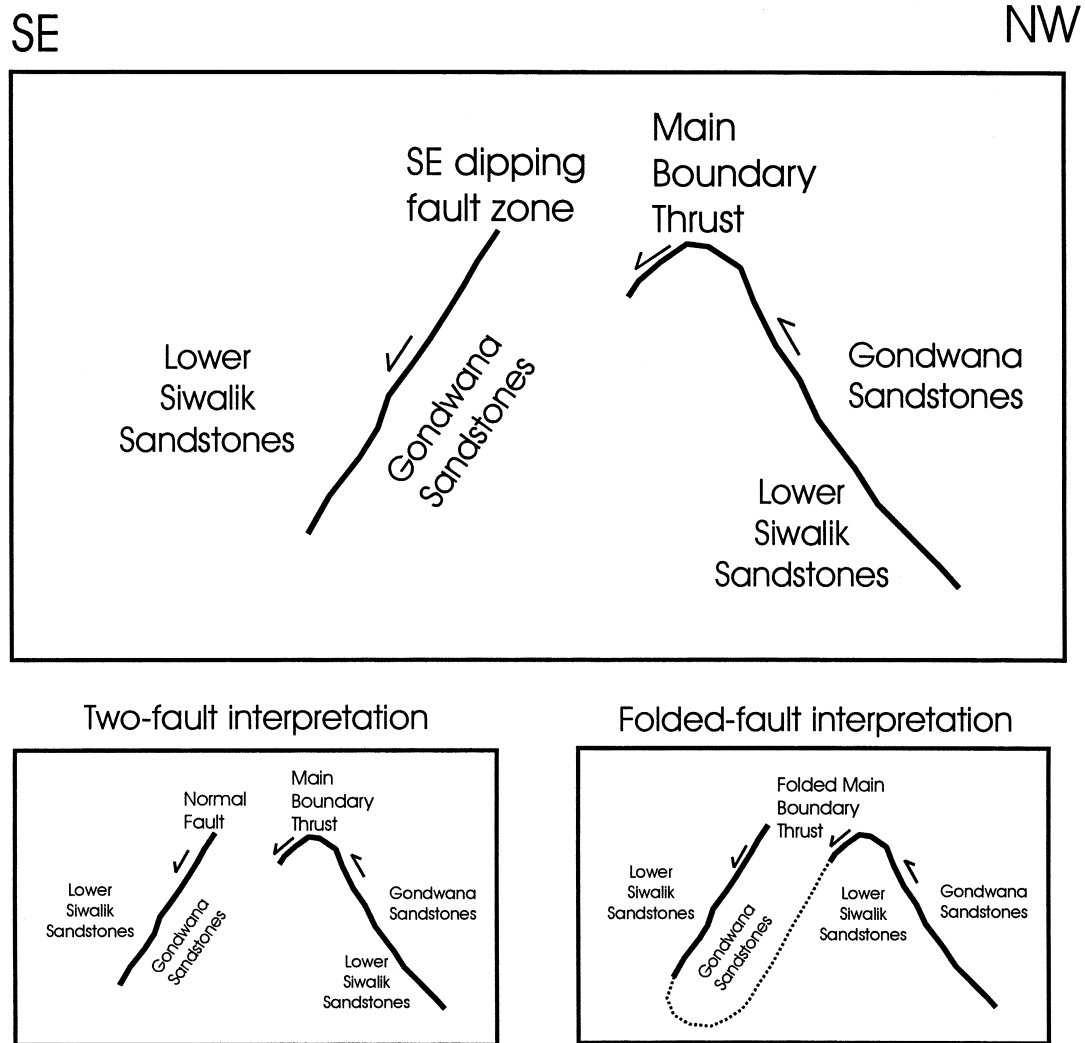 SE
NW
SE dipping
fault zone
Main
Boundary
Thrust
Lower
Siwalik
Sandstones
Gondwana
Sandstones
Gondwana
Sandstones
Lower
Siwalik
Sandstones
Two-fault interpretation
Normal
Fault
Main
Boundary
Thrust
Lower
Siwalik
Sandstones
Gondwana
Sandstones
Gondwana
Sandstones
Lower
Siwalik
Sandstones
Folded-fault interpretation
Folded Main
Boundary
Thrust
Lower
Siwalik
Sandstones
Gondwana
Sandstones
Lower
Siwalik
Sandstones
Gondwana
Sandstones